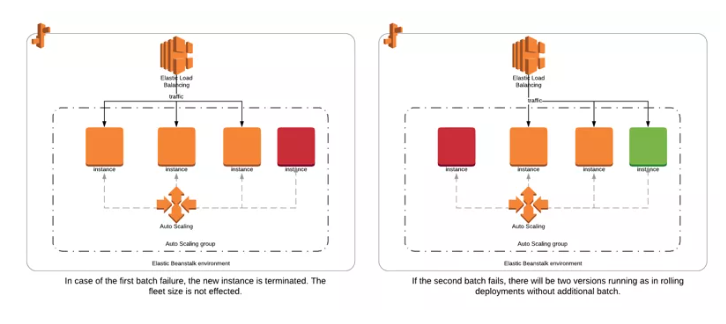 Elastic Load
Balancing
traffic
instance
instance
instance
instance
Auto Scaling
Auto Scaling group
Elastic Beanstalk environment
In case of the first batch failure, the new instance is terminated. The
fleet size is not effected.
Elastic Load
Balancing
traffic
instance
instance
instance
instance
Auto Scaling
Auto Scaling group
Elastic Beanstalk environment
If the second batch fails, there will be two versions running as in rolling
deployments without additional batch.